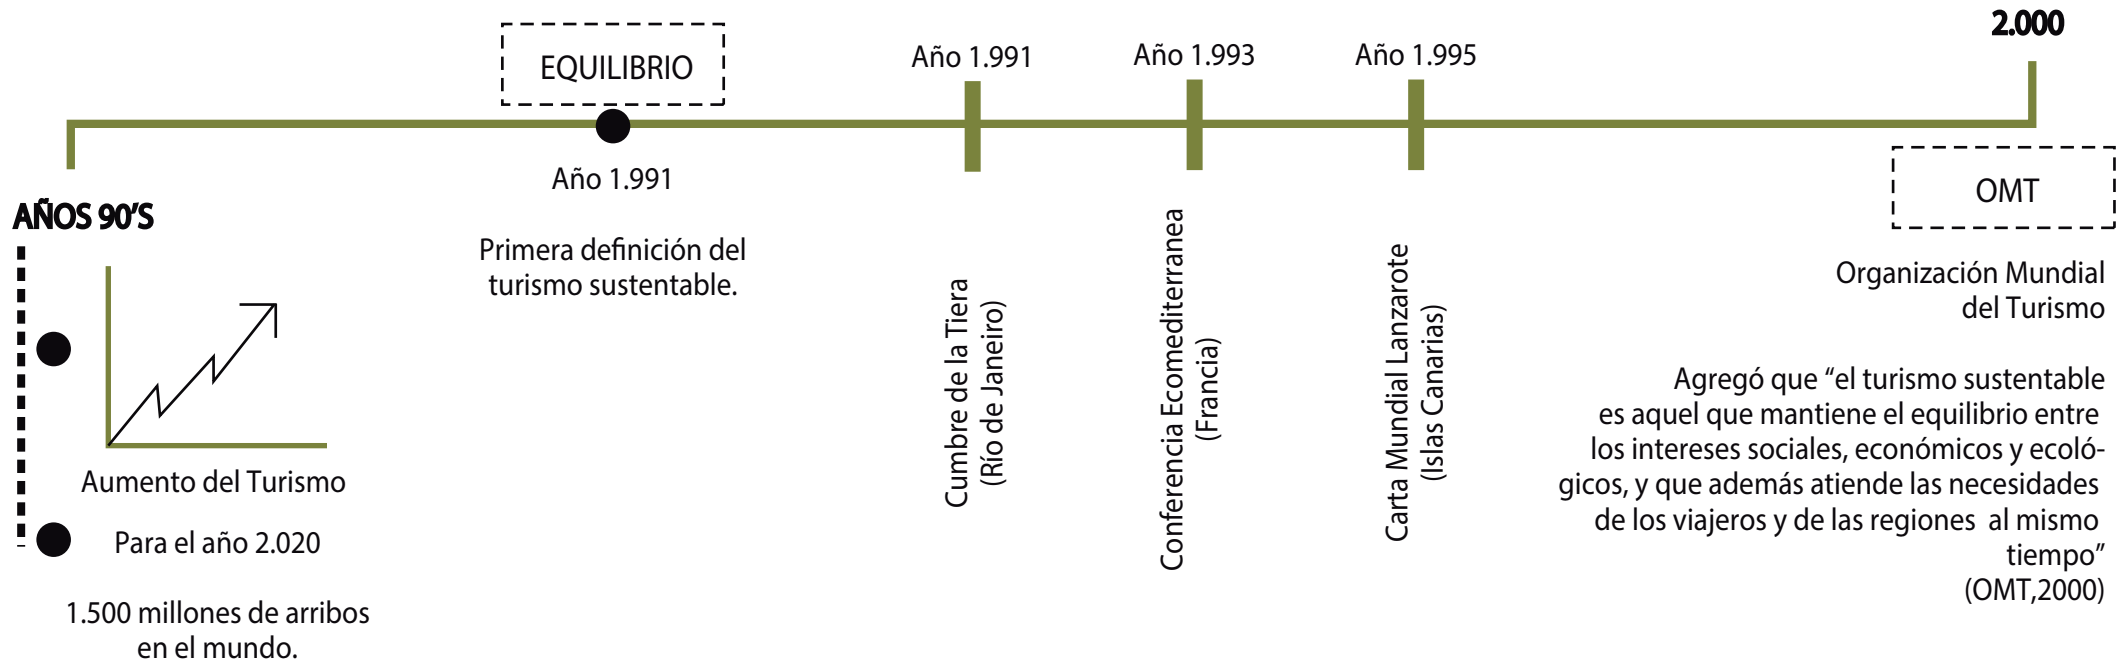 AÑOS 90'S
Aumento del Turismo
Para el año 2.020
1.500 millones de arribos
en el mundo.
EQUILIBRIO
Año 1.991
Primera definición del
turismo sustentable.
Año 1.991
Cumbre de la Tiera
(Río de Janeiro)
Año 1.993
Conferencia Ecomediterranea
(Francia)
Año 1.995
Carta Mundial Lanzarote
(Islas Canarias)
2.000
OMT
Organización Mundial
del Turismo
Agregó que “el turismo sustentable
es aquel que mantiene el equilibrio entre
los intereses sociales, económicos y ecoló-
gicos, y que además atiende las necesidades
de los viajeros y de las regiones al mismo
tiempo”
(OMT,2000)